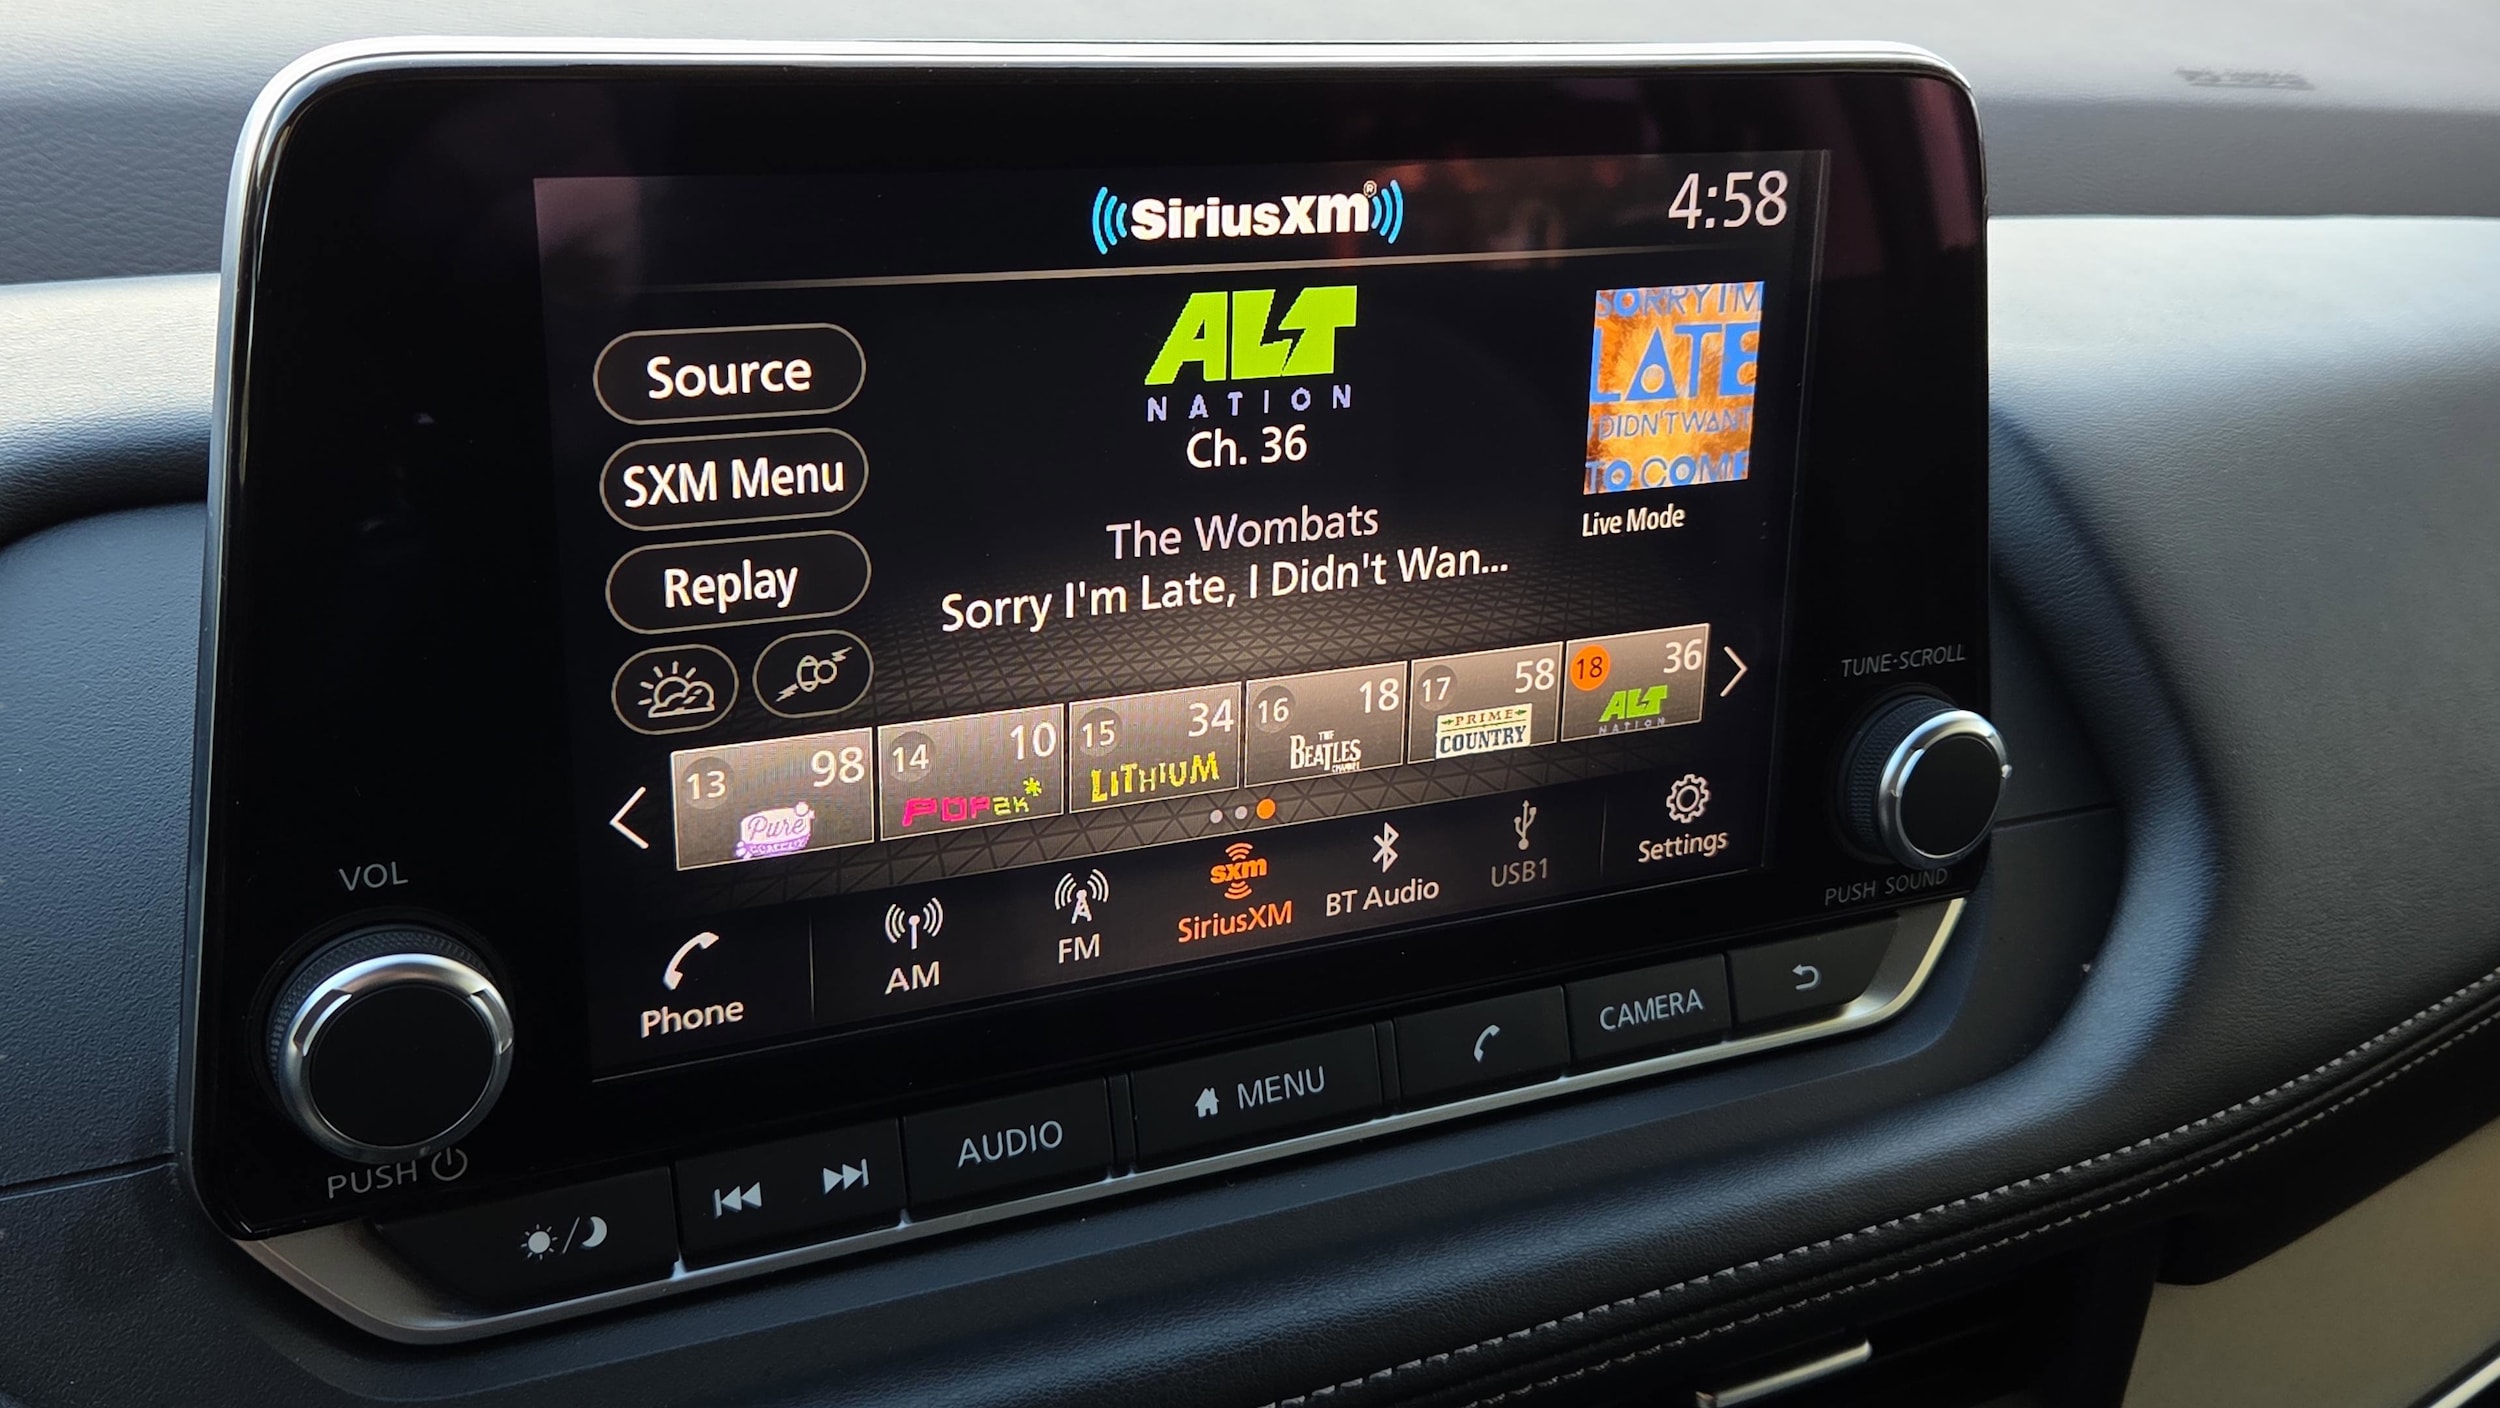 SiriusXM®
4:58
Source
SXM Menu
Replay
ALT
NATION
Ch. 36
The Wombats
Sorry I'm Late, I Didn't Wan...
SORRY I'M
LATE
I DIDN'T WANT
TO COME
Live Mode
13 98
Pure
14 10
POP2K*
15 34
LITHIUM
16 18
THE
BEATLES
CHANNEL
17 58
PRIME
COUNTRY
18 36
ALT
NATION
Phone
AM
FM
sxm
SiriusXM
BT Audio
USB1
Settings
VOL
PUSH
TUNE·SCROLL
PUSH SOUND
AUDIO
MENU
CAMERA